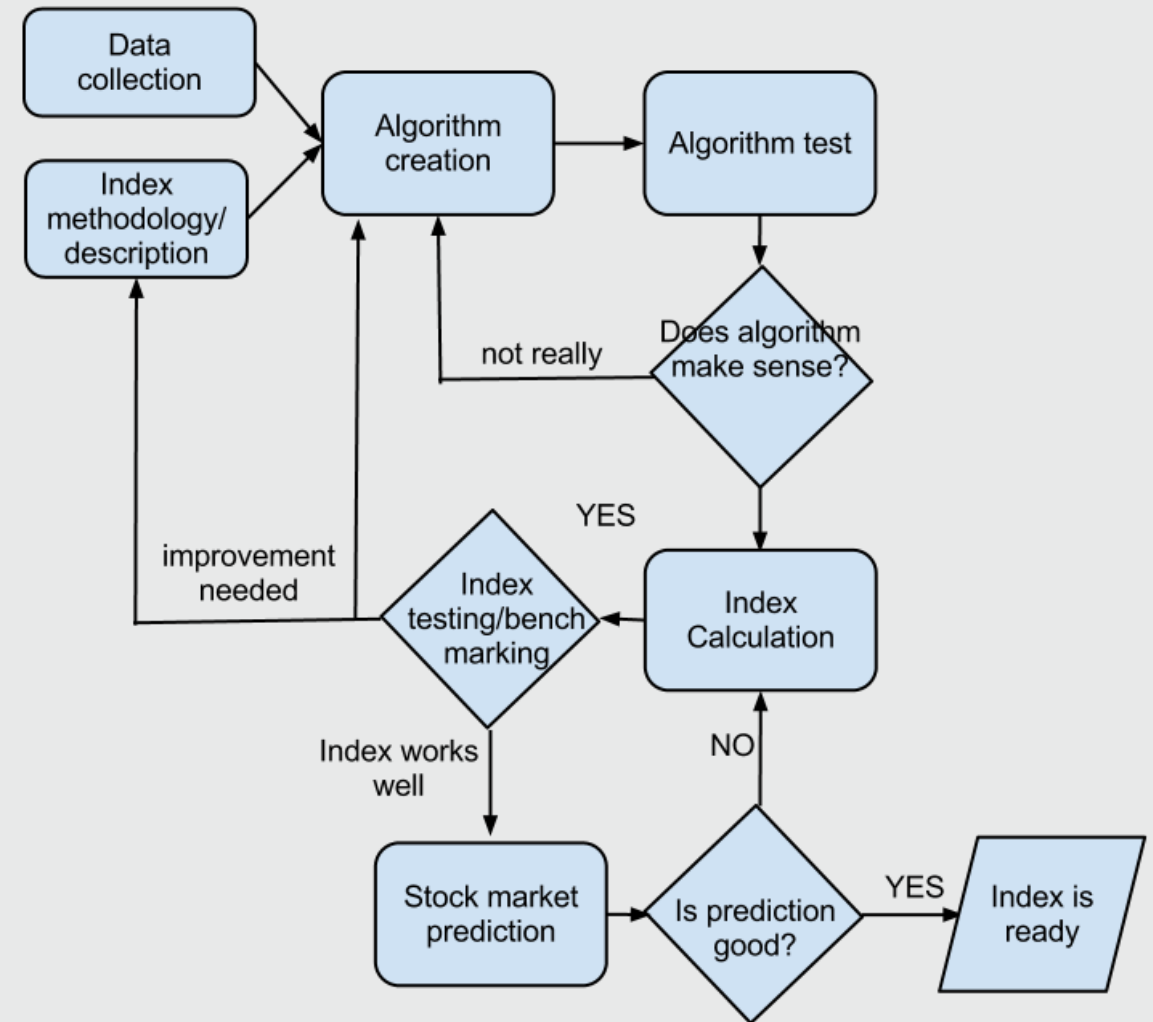 Data
collection
Algorithm
creation
Algorithm test
Index
methodology/
description
Does algorithm
make sense?
not really
YES
improvement
needed
Index
testing/bench
marking
Index
Calculation
Index works
well
NO
Stock market
prediction
Is prediction
good?
YES
Index is
ready